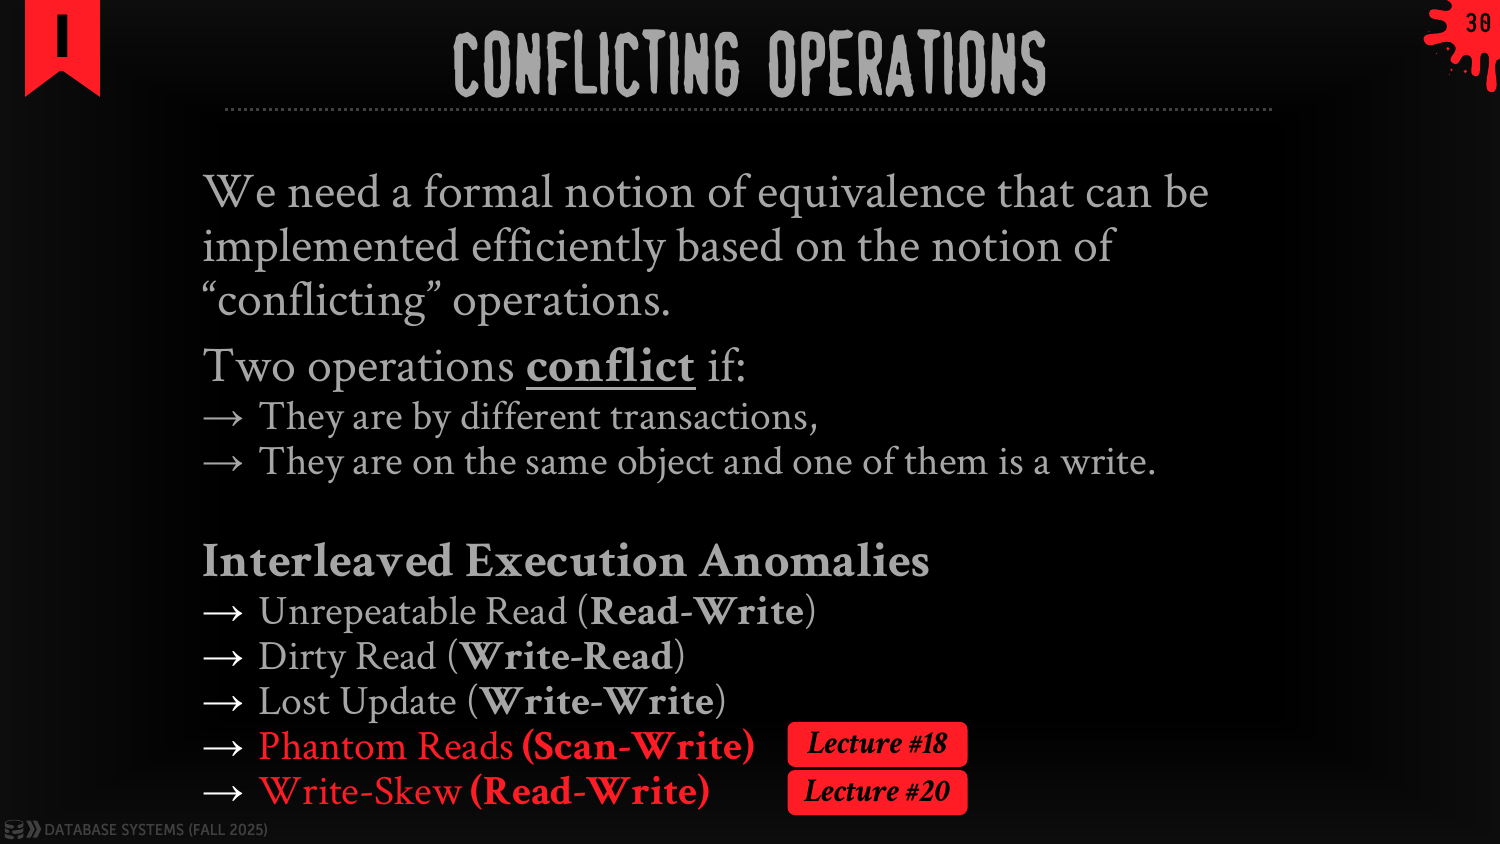 I
30
CONFLICTING OPERATIONS
We need a formal notion of equivalence that can be
implemented efficiently based on the notion of
“conflicting” operations.
Two operations conflict if:
→ They are by different transactions,
→ They are on the same object and one of them is a write.
Interleaved Execution Anomalies
→ Unrepeatable Read (Read-Write)
→ Dirty Read (Write-Read)
→ Lost Update (Write-Write)
→ Phantom Reads (Scan-Write) Lecture #18
→ Write-Skew (Read-Write) Lecture #20
DATABASE SYSTEMS (FALL 2025)